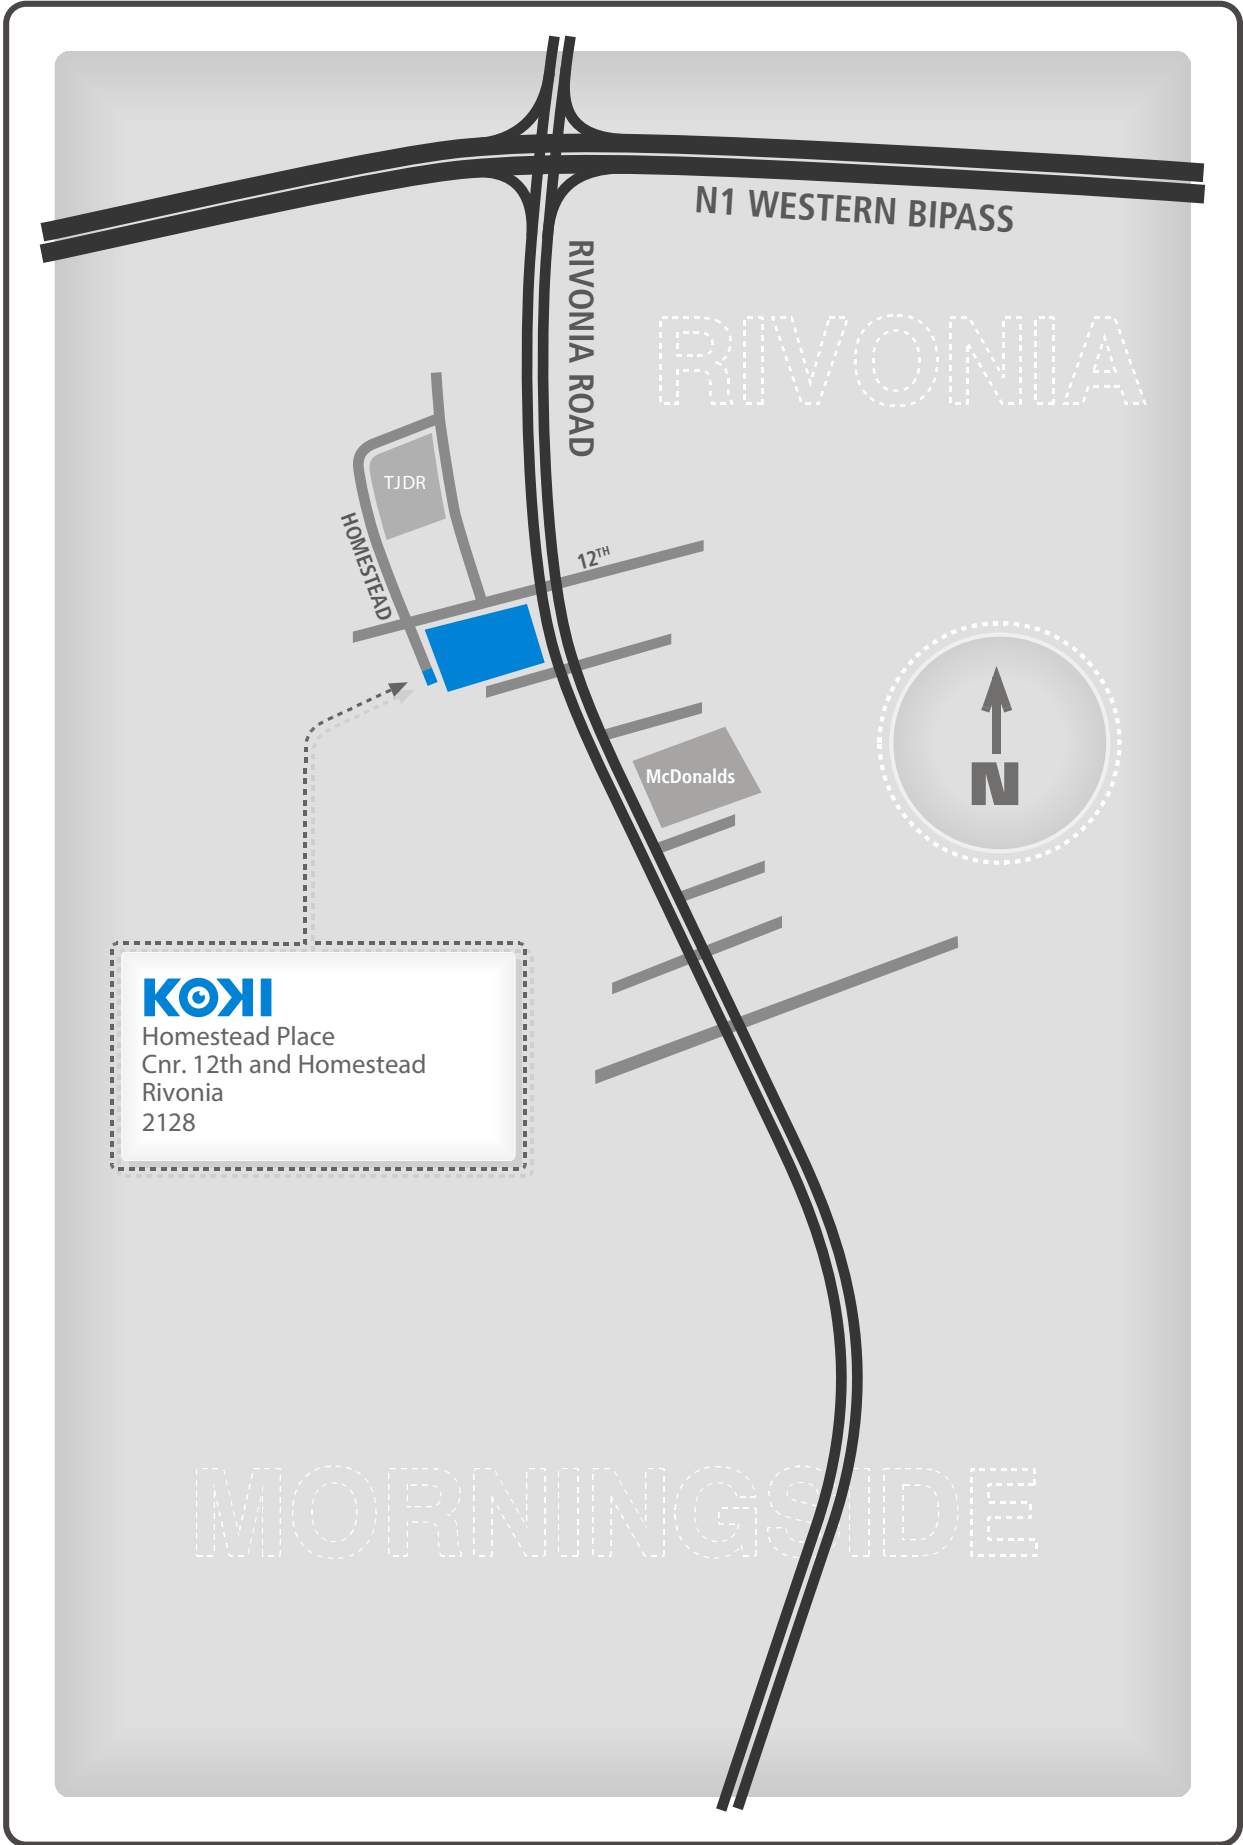 N1 WESTERN BIPASS
RIVONIA ROAD
RIVONIA
TJDR
HOMESTEAD
12TH
McDonalds
N
KOKI
Homestead Place
Cnr. 12th and Homestead
Rivonia
2128
MORNINGSIDE